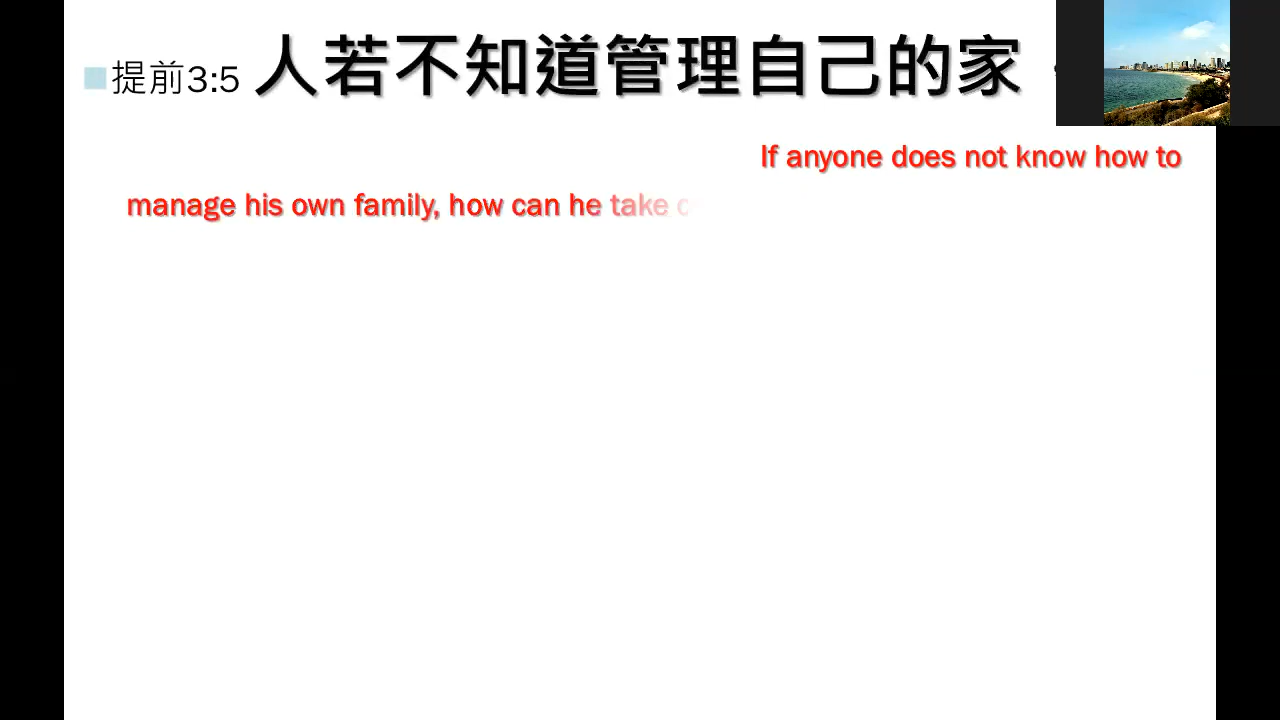 提前3:5 人若不知道管理自己的家
If anyone does not know how to
manage his own family, how can he take